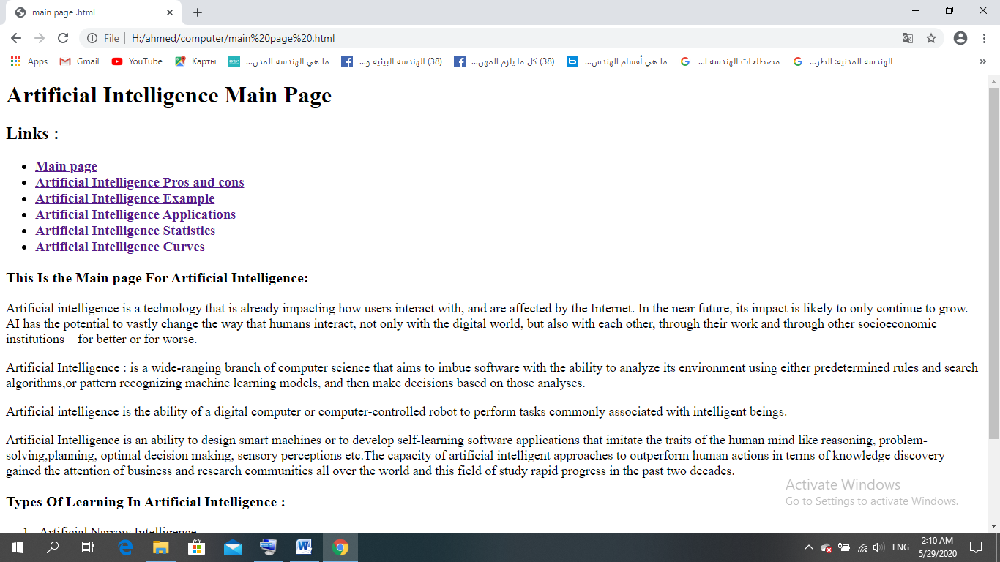 main page .html
File H:/ahmed/computer/main%20page%20.html
Apps Gmail YouTube Карты ما هي الهندسة المدن... (38) الهندسه البيئيه و... (38) كل ما يلزم المهن... ما هي أقسام الهندس... مصطلحات الهندسة ا... الهندسة المدنية: الطر... »
Artificial Intelligence Main Page
Links :
Main page
Artificial Intelligence Pros and cons
Artificial Intelligence Example
Artificial Intelligence Applications
Artificial Intelligence Statistics
Artificial Intelligence Curves
This Is the Main page For Artificial Intelligence:
Artificial intelligence is a technology that is already impacting how users interact with, and are affected by the Internet. In the near future, its impact is likely to only continue to grow.
AI has the potential to vastly change the way that humans interact, not only with the digital world, but also with each other, through their work and through other socioeconomic
institutions – for better or for worse.
Artificial Intelligence : is a wide-ranging branch of computer science that aims to imbue software with the ability to analyze its environment using either predetermined rules and search
algorithms,or pattern recognizing machine learning models, and then make decisions based on those analyses.
Artificial intelligence is the ability of a digital computer or computer-controlled robot to perform tasks commonly associated with intelligent beings.
Artificial Intelligence is an ability to design smart machines or to develop self-learning software applications that imitate the traits of the human mind like reasoning, problem-
solving,planning, optimal decision making, sensory perceptions etc.The capacity of artificial intelligent approaches to outperform human actions in terms of knowledge discovery
gained the attention of business and research communities all over the world and this field of study rapid progress in the past two decades.
Activate Windows
Go to Settings to activate Windows.
Types Of Learning In Artificial Intelligence :
1. Artificial Narrow Intelligence
ENG
2:10 AM
5/29/2020